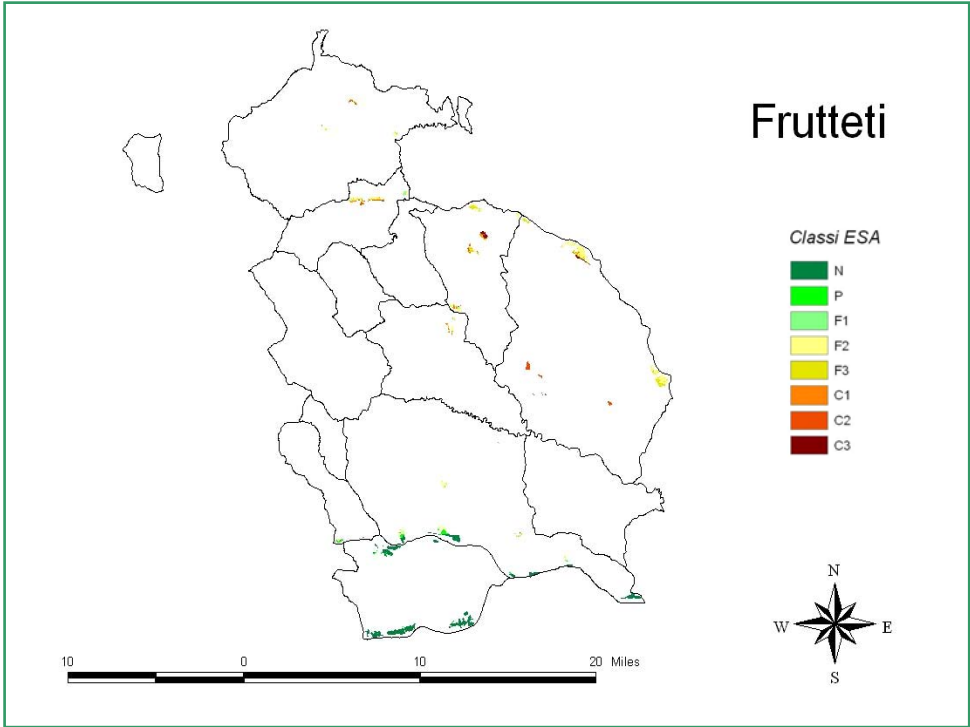 Frutteti
Classi ESA
N
P
F1
F2
F3
C1
C2
C3
N
W E
S
10 0 10 20 Miles